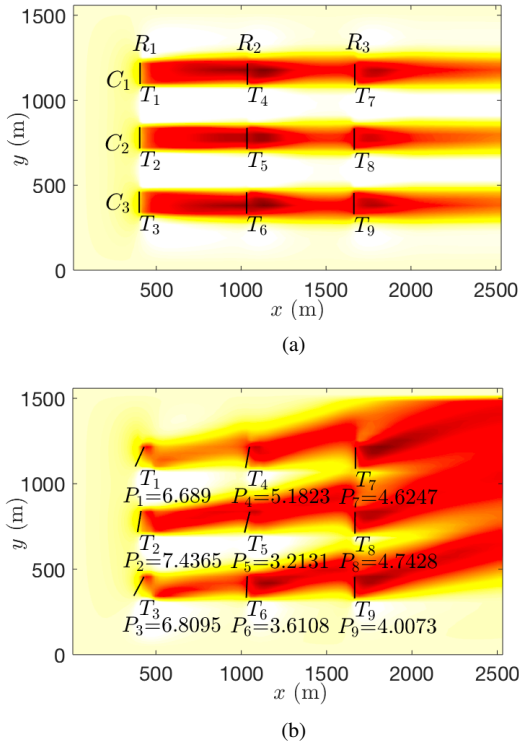 R1 R2 R3
1500
C1
T1 T4 T7
1000
C2
T2 T5 T8
500
C3
T3 T6 T9
0
500 1000 1500 2000 2500
y (m)
x (m)
(a)
1500
T1 T4 T7
1000
P1=6.689 P4=5.1823 P7=4.6247
T2 T5 T8
P2=7.4365 P5=3.2131 P8=4.7428
500
T3 T6 T9
P3=6.8095 P6=3.6108 P9=4.0073
0
500 1000 1500 2000 2500
y (m)
x (m)
(b)